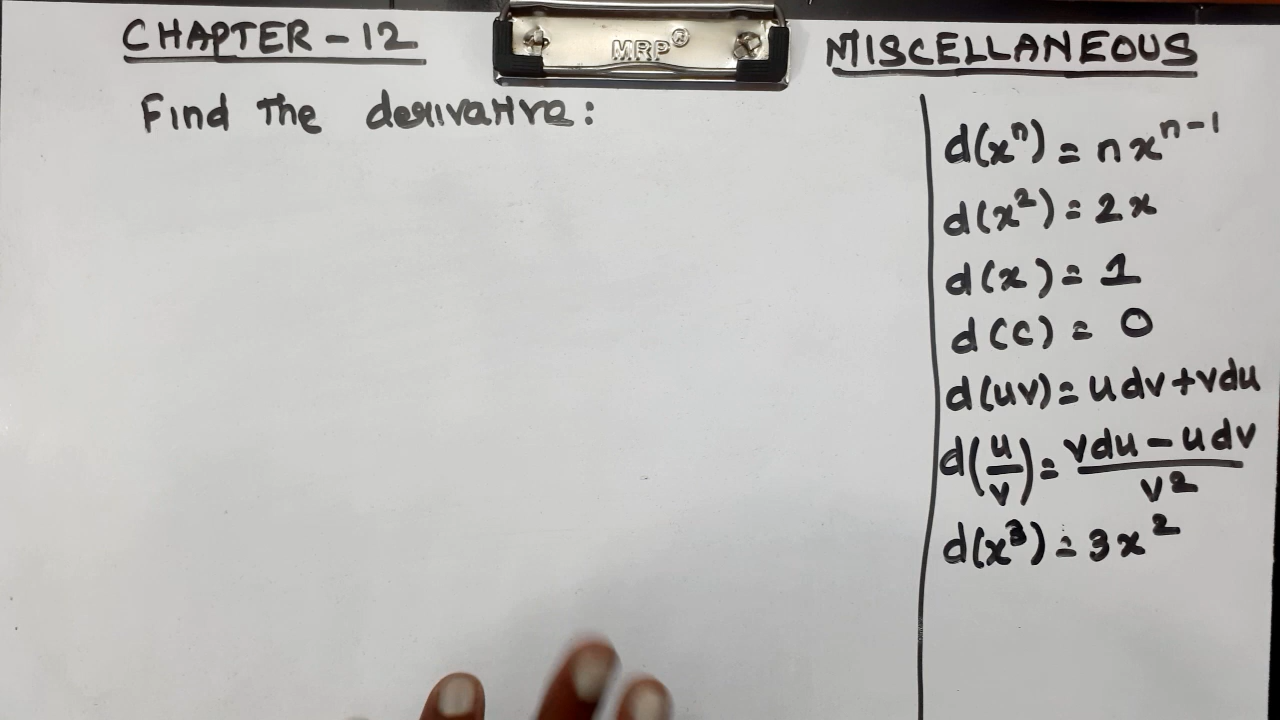 CHAPTER - 12
MRP®
MISCELLANEOUS
Find The derivative:
d(xⁿ) = nxⁿ⁻¹
d(x²) = 2x
d(x) = 1
d(c) = 0
d(uv) = udv+vdu
d(u/v) = vdu - udv / v²
d(x³) = 3x²